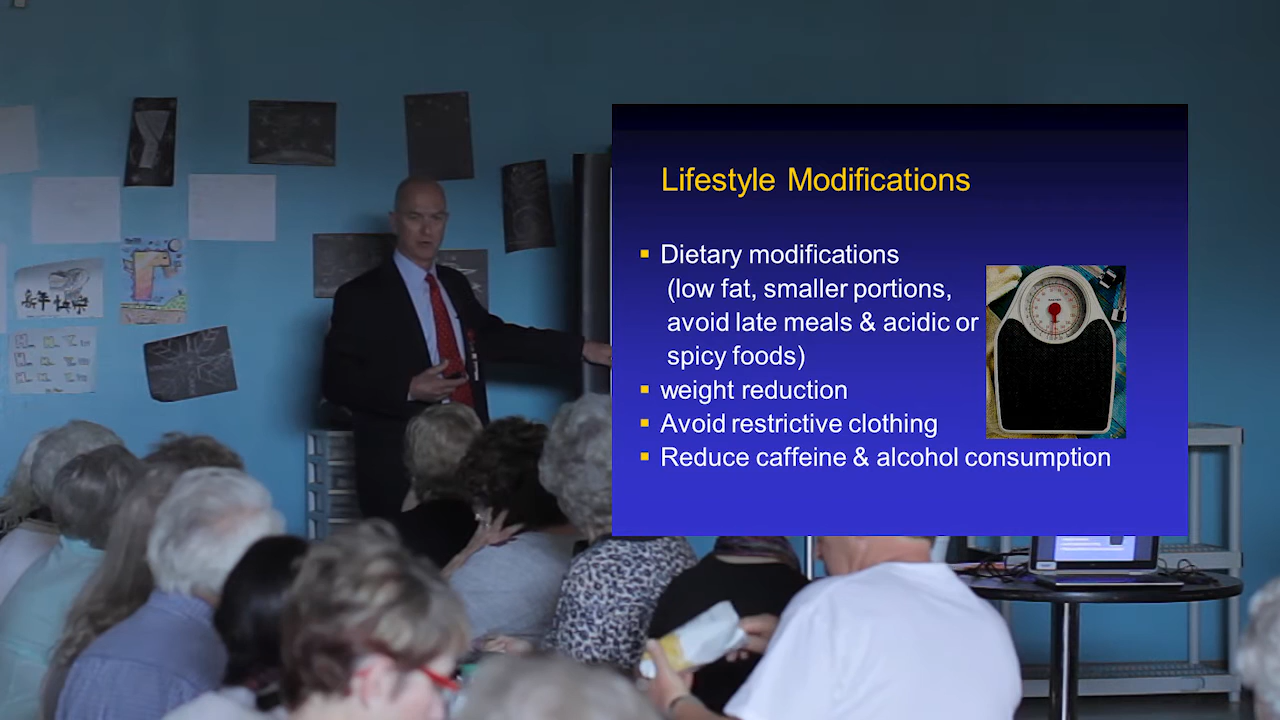 Lifestyle Modifications
Dietary modifications
(low fat, smaller portions,
avoid late meals & acidic or
spicy foods)
weight reduction
Avoid restrictive clothing
Reduce caffeine & alcohol consumption